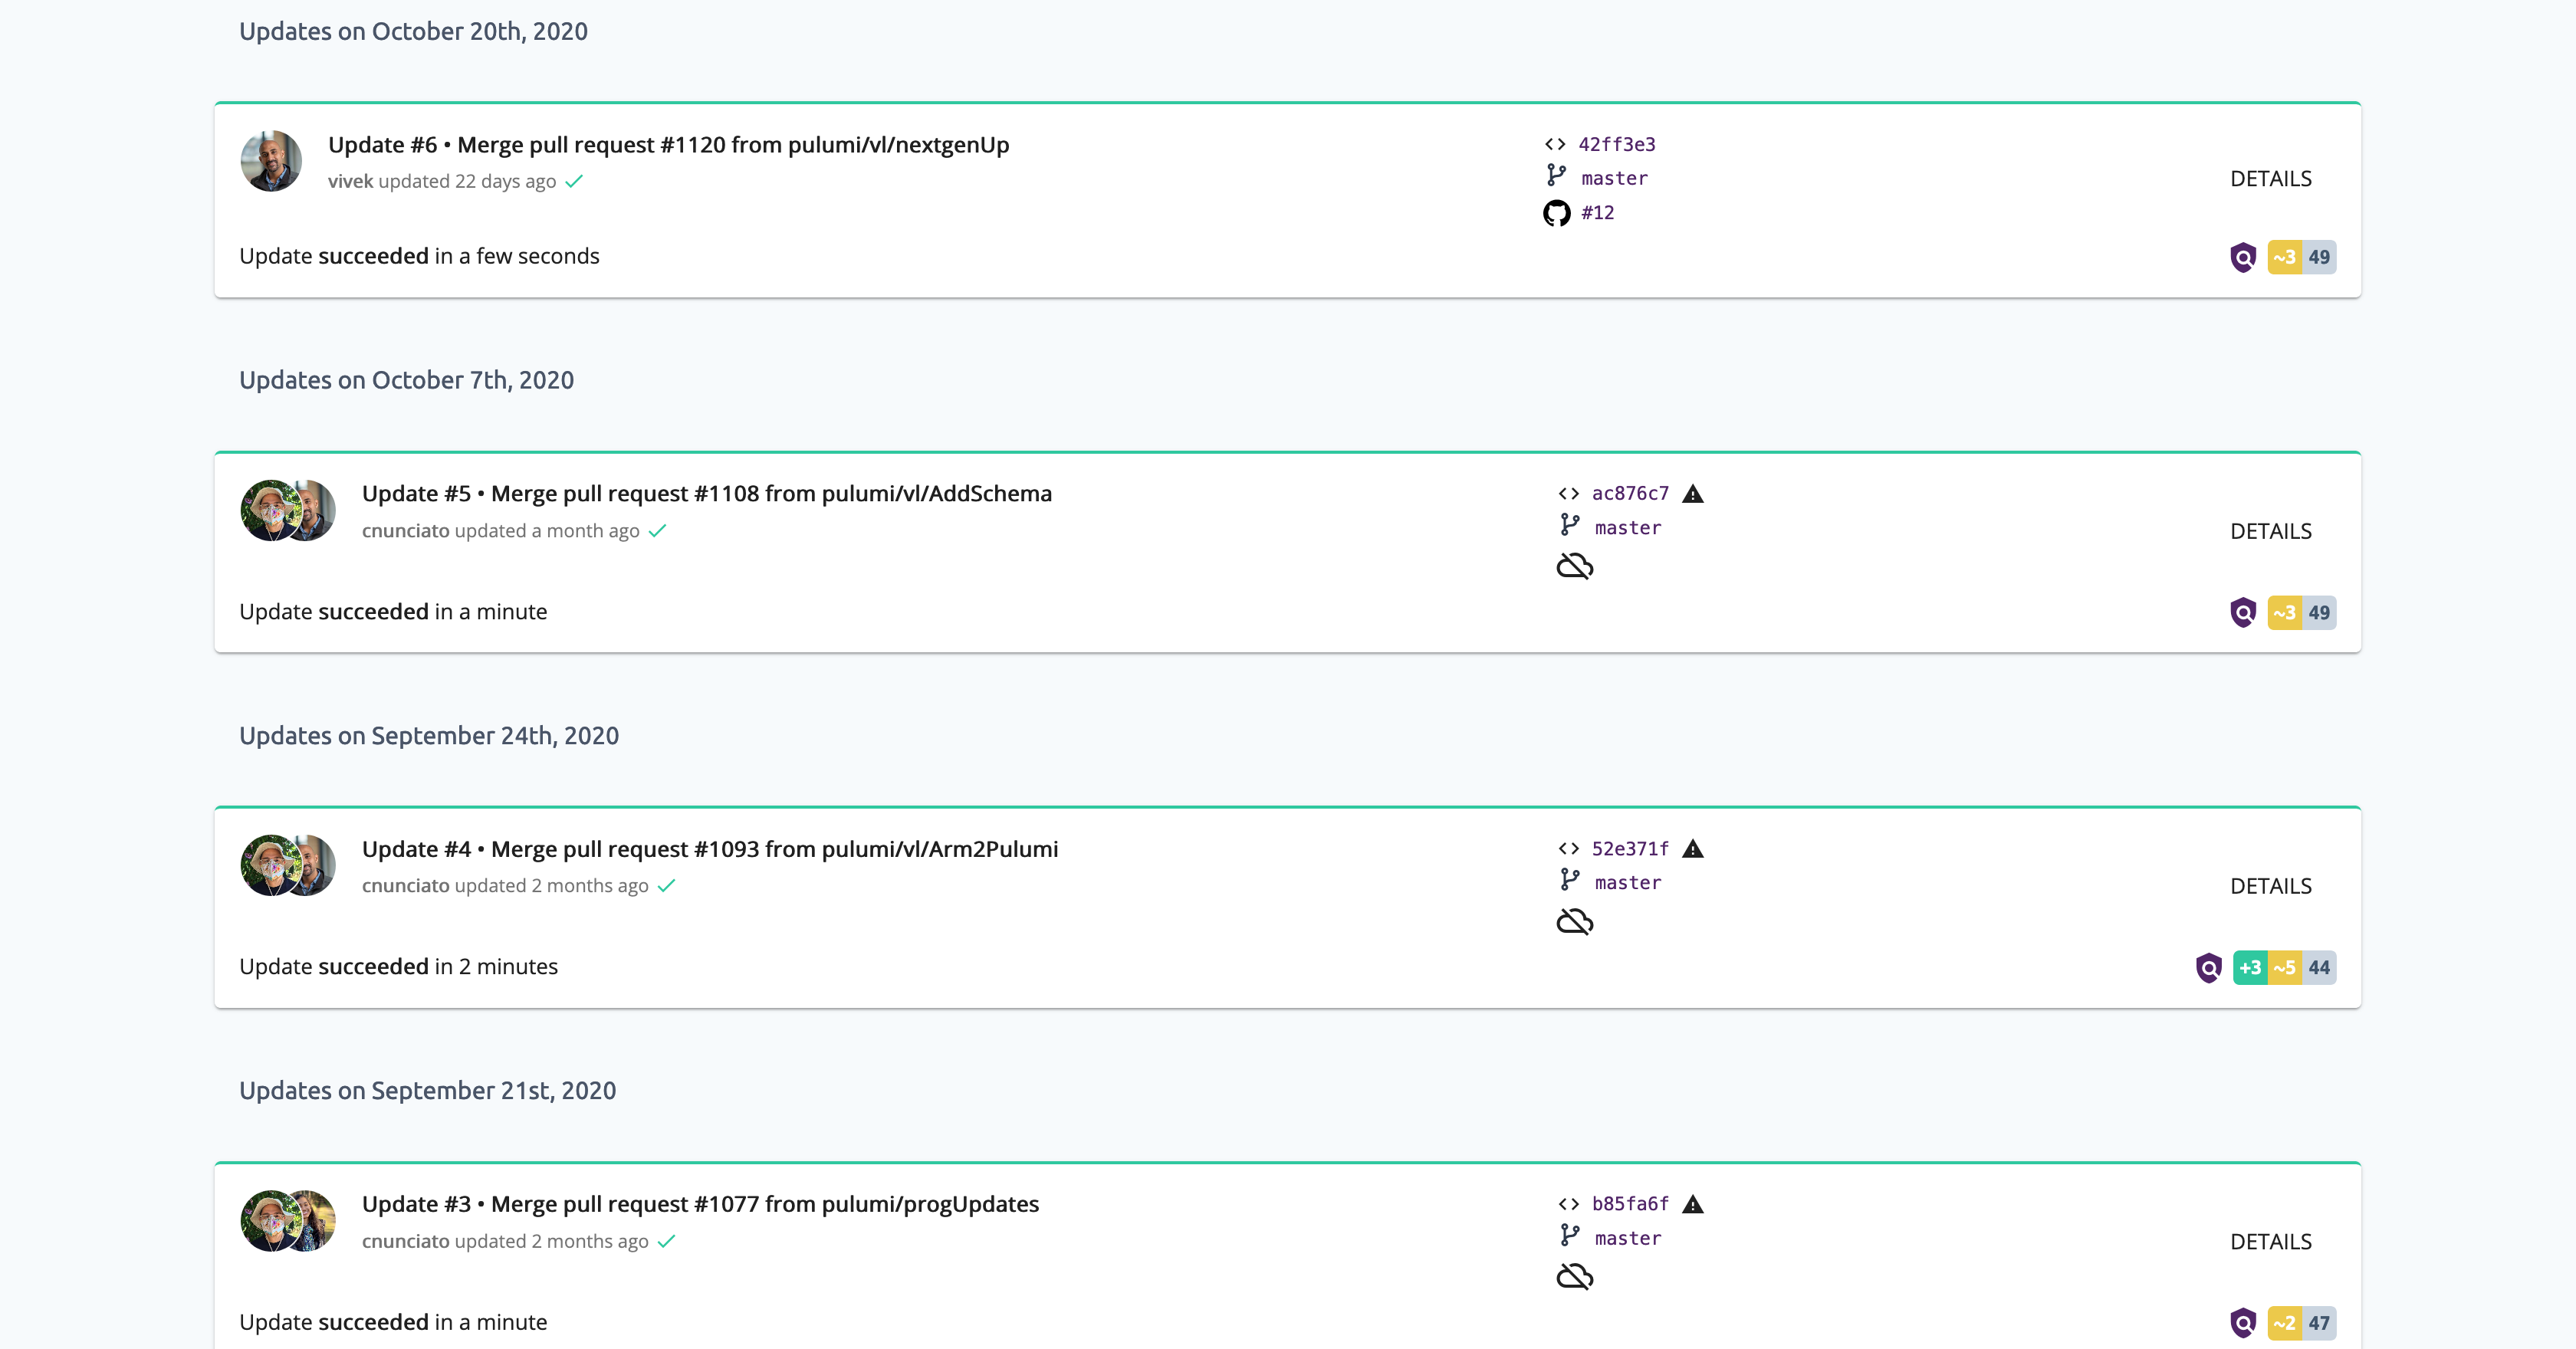 Updates on October 20th, 2020
Update #6 • Merge pull request #1120 from pulumi/vl/nextgenUp
vivek updated 22 days ago
42ff3e3
master
#12
DETAILS
Update succeeded in a few seconds
~3 49
Updates on October 7th, 2020
Update #5 • Merge pull request #1108 from pulumi/vl/AddSchema
cnunciato updated a month ago
ac876c7
master
DETAILS
Update succeeded in a minute
~3 49
Updates on September 24th, 2020
Update #4 • Merge pull request #1093 from pulumi/vl/Arm2Pulumi
cnunciato updated 2 months ago
52e371f
master
DETAILS
Update succeeded in 2 minutes
+3 ~5 44
Updates on September 21st, 2020
Update #3 • Merge pull request #1077 from pulumi/progUpdates
cnunciato updated 2 months ago
b85fa6f
master
DETAILS
Update succeeded in a minute
~2 47